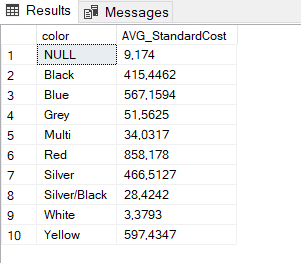 Results Messages
color AVG_StandardCost
1 NULL 9,174
2 Black 415,4462
3 Blue 567,1594
4 Grey 51,5625
5 Multi 34,0317
6 Red 858,178
7 Silver 466,5127
8 Silver/Black 28,4242
9 White 3,3793
10 Yellow 597,4347